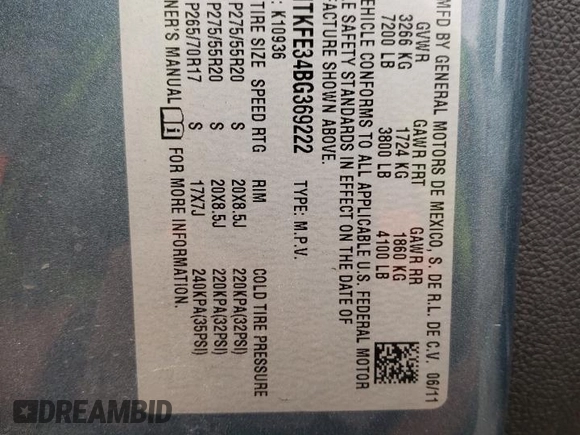 MFD BY GENERAL MOTORS DE MEXICO, S. DE R.L. DE C.V. 06/11
GVWR GAWR FRT GAWR RR
3266 KG 1724 KG 1860 KG
7200 LB 3800 LB 4100 LB
VEHICLE CONFORMS TO ALL APPLICABLE U.S. FEDERAL MOTOR
LE SAFETY STANDARDS IN EFFECT ON THE DATE OF
FACTURE SHOWN ABOVE.
TKFE34BG369222 TYPE: M.P.V.
: K10936
TIRE SIZE SPEED RTG RIM COLD TIRE PRESSURE
P275/55R20 S 20X8.5J 220KPA(32PSI)
P275/55R20 S 20X8.5J 220KPA(32PSI)
P265/70R17 S 17X7J 240KPA(35PSI)
NER'S MANUAL i FOR MORE INFORMATION.
DREAMBID